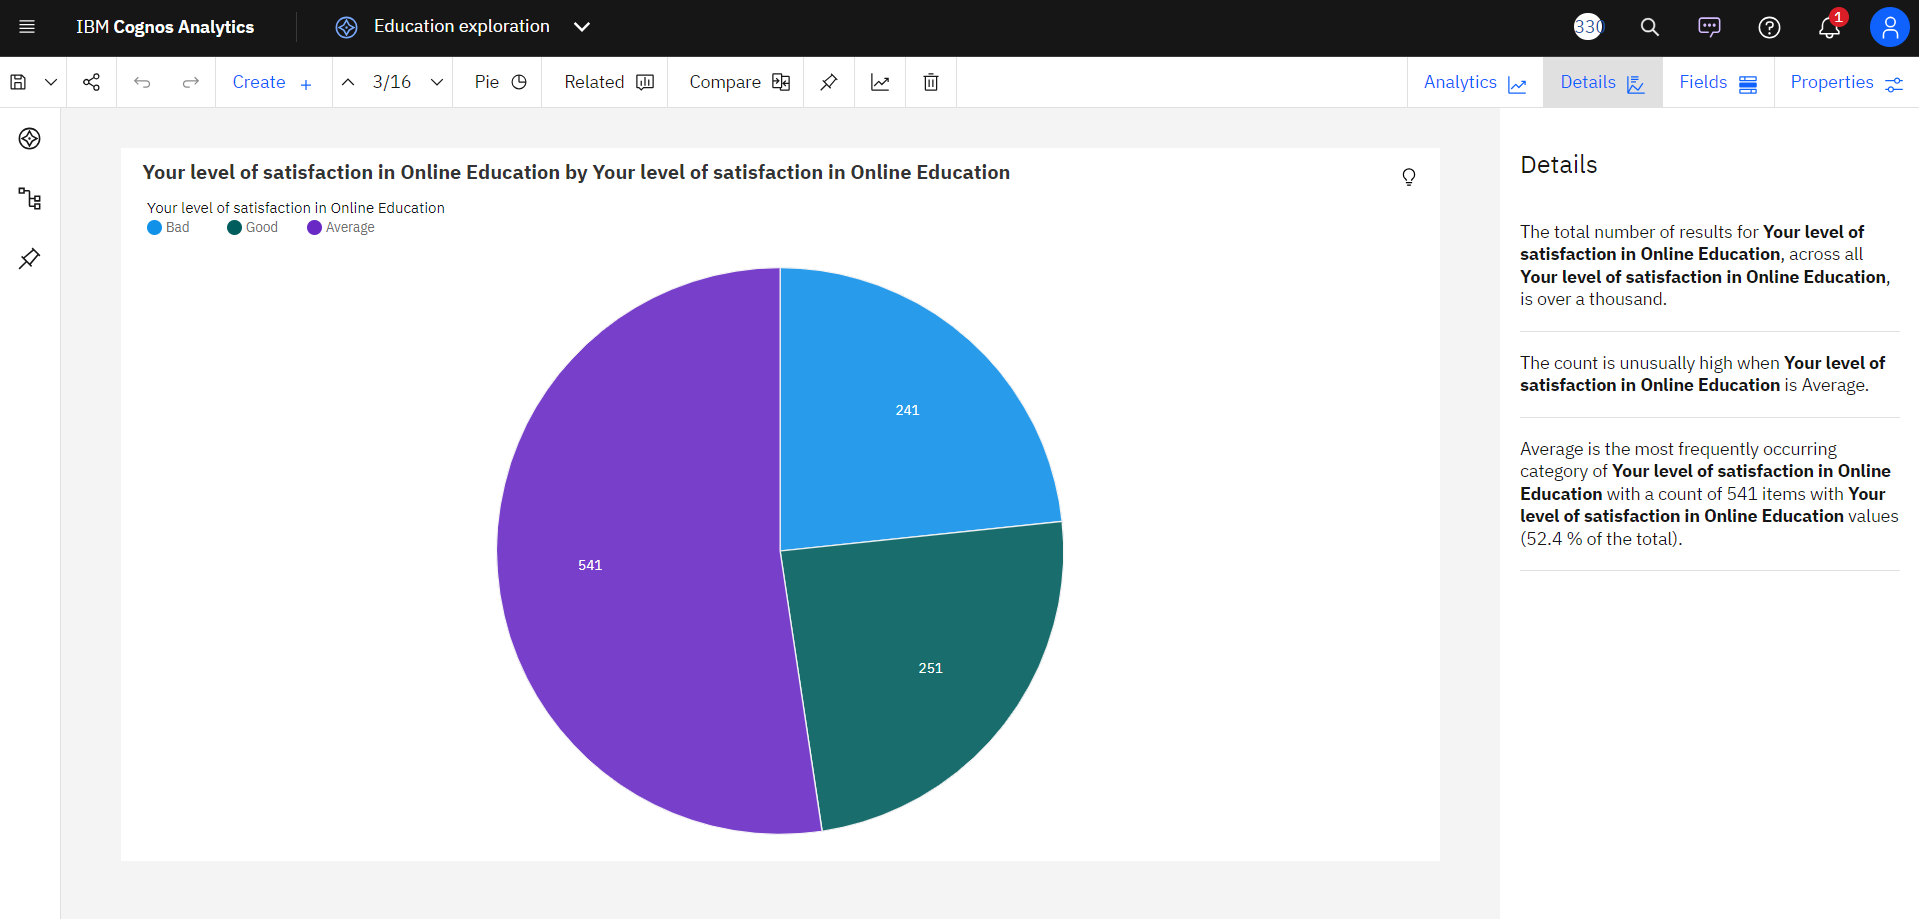 IBM Cognos Analytics
Education exploration
330
1
Create
3/16
Pie
Related
Compare
Analytics
Details
Fields
Properties
Your level of satisfaction in Online Education by Your level of satisfaction in Online Education
Your level of satisfaction in Online Education
Bad
Good
Average
241
541
251
Details
The total number of results for Your level of
satisfaction in Online Education, across all
Your level of satisfaction in Online Education,
is over a thousand.
The count is unusually high when Your level of
satisfaction in Online Education is Average.
Average is the most frequently occurring
category of Your level of satisfaction in Online
Education with a count of 541 items with Your
level of satisfaction in Online Education values
(52.4 % of the total).